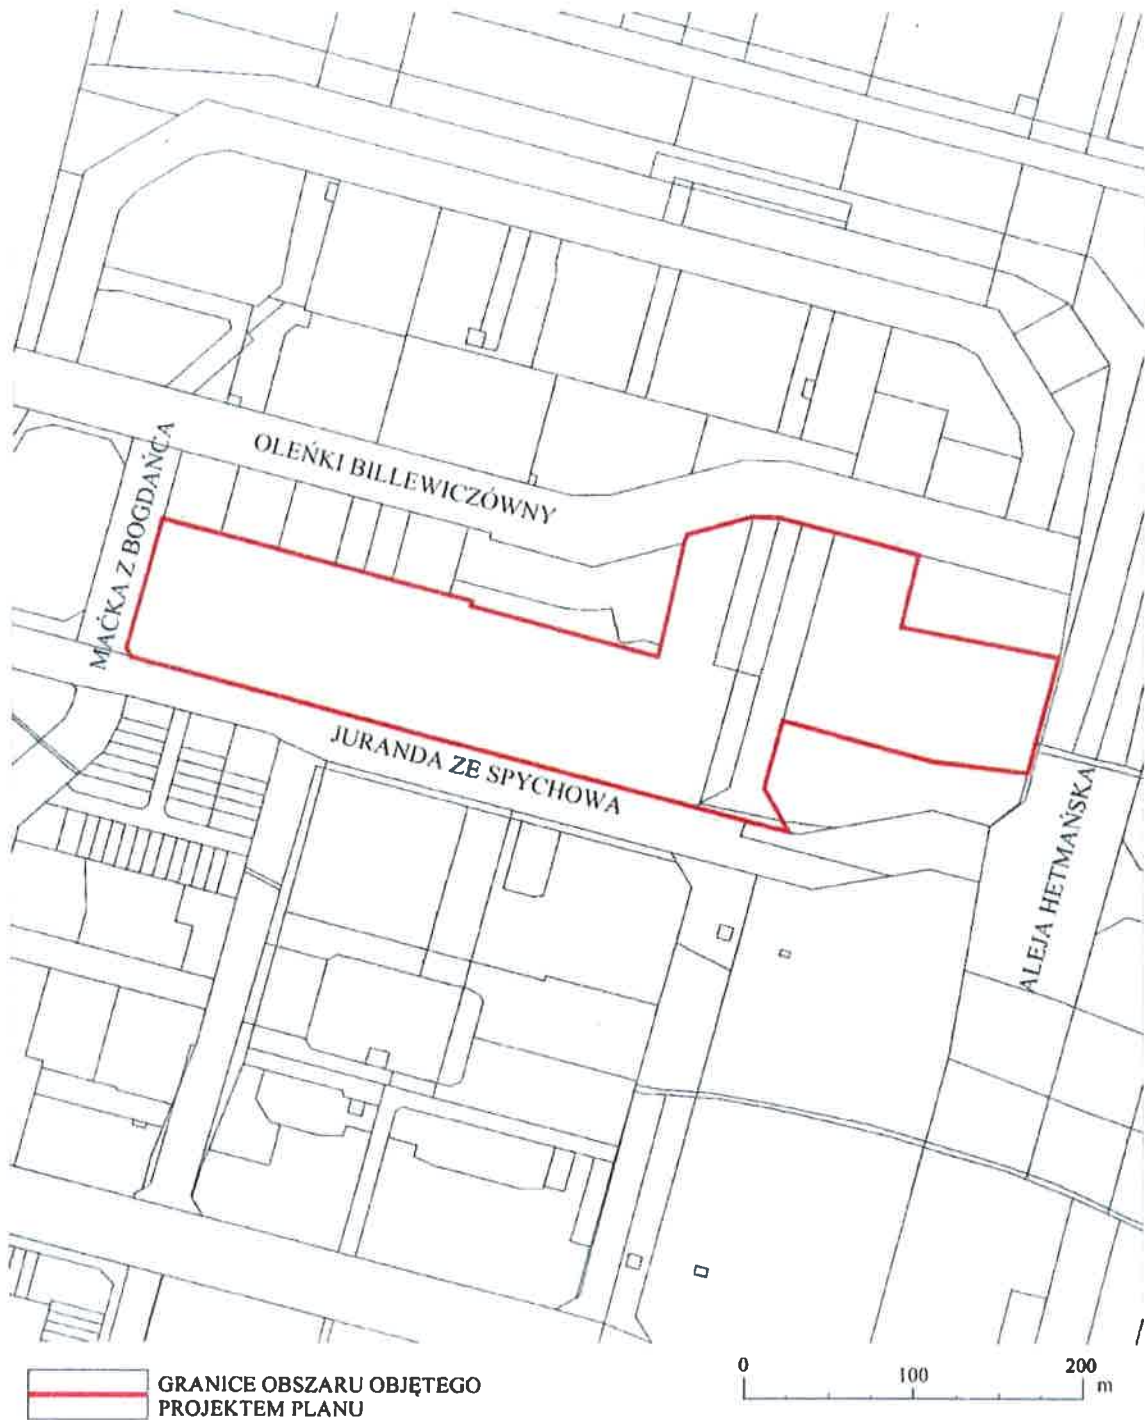 OLEŃKI BILLEWICZÓWNY
MAĆKA Z BOGDAŃCA
JURANDA ZE SPYCHOWA
ALEJA HETMAŃSKA
GRANICE OBSZARU OBJĘTEGO
PROJEKTEM PLANU
0 100 200 m